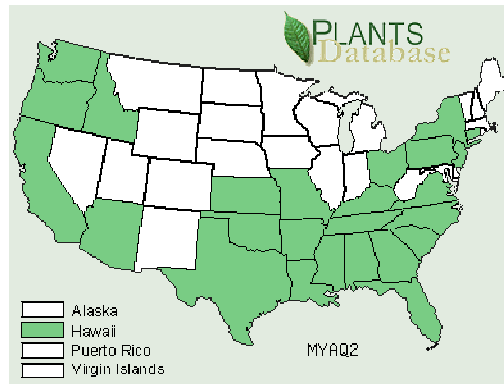 PLANTS
Database
Alaska
Hawaii
Puerto Rico
Virgin Islands
MYAQ2